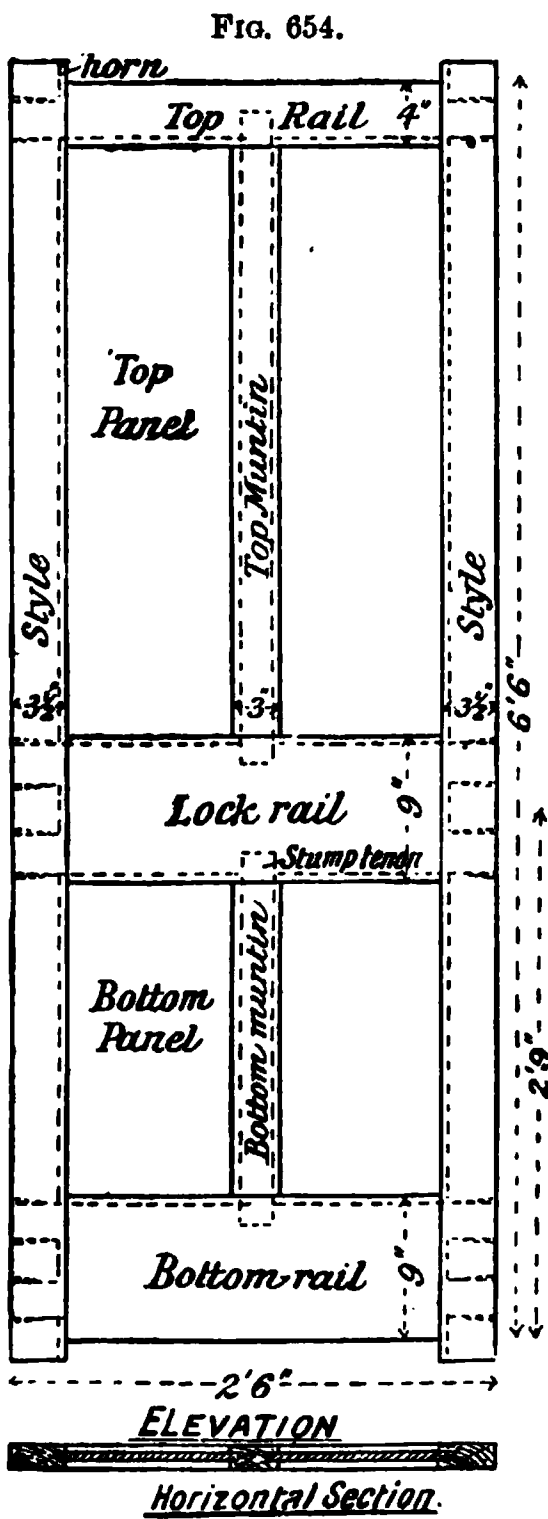 FIG. 654.
horn
Top Rail 4"
Top
Panel
Top Muntin
Style
Style
3½"
3"
3½"
6'6"
Lock rail
9"
Stump tenon
Bottom
Panel
Bottom muntin
2'9"
Bottom rail
9"
2'6"
ELEVATION
Horizontal Section.